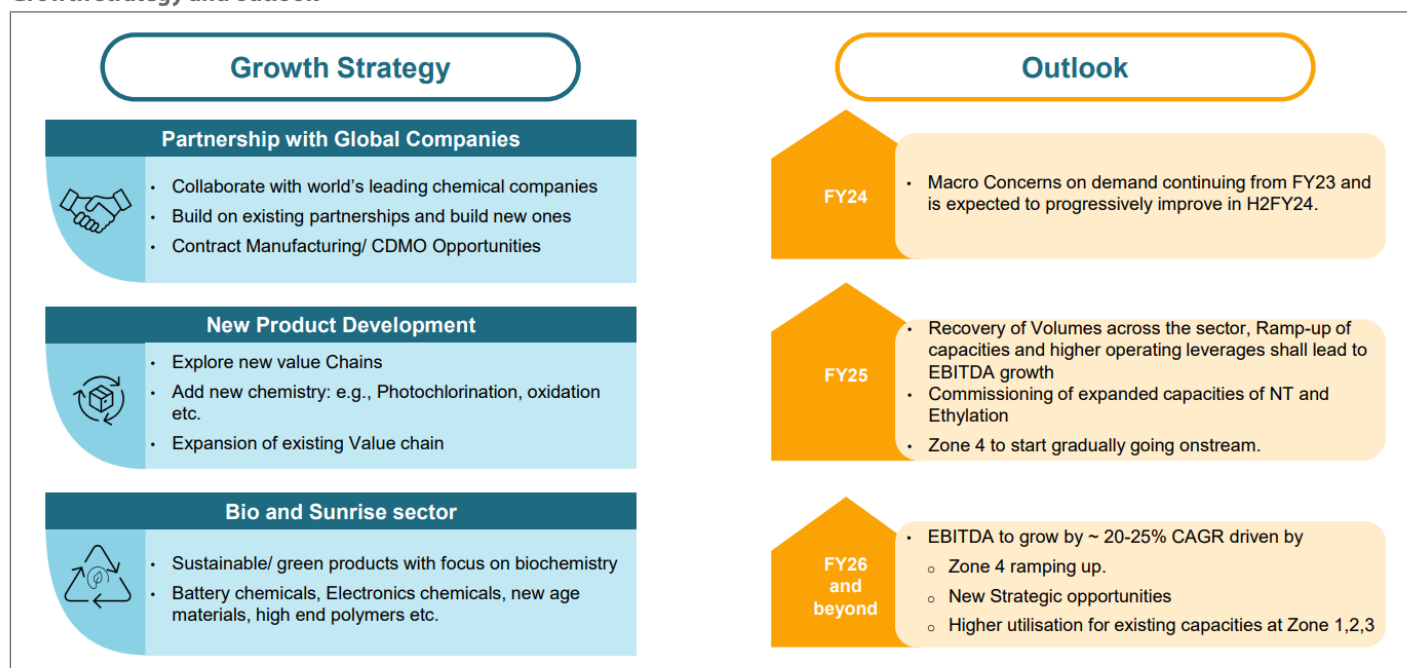 Growth strategy and outlook
Growth Strategy
Partnership with Global Companies
• Collaborate with world's leading chemical companies
• Build on existing partnerships and build new ones
• Contract Manufacturing/ CDMO Opportunities
New Product Development
• Explore new value Chains
• Add new chemistry: e.g., Photochlorination, oxidation
etc.
• Expansion of existing Value chain
Bio and Sunrise sector
• Sustainable/ green products with focus on biochemistry
• Battery chemicals, Electronics chemicals, new age
materials, high end polymers etc.
Outlook
FY24
• Macro Concerns on demand continuing from FY23 and
is expected to progressively improve in H2FY24.
FY25
• Recovery of Volumes across the sector, Ramp-up of
capacities and higher operating leverages shall lead to
EBITDA growth
• Commissioning of expanded capacities of NT and
Ethylation
• Zone 4 to start gradually going onstream.
FY26
and
beyond
• EBITDA to grow by ~ 20-25% CAGR driven by
o Zone 4 ramping up.
o New Strategic opportunities
o Higher utilisation for existing capacities at Zone 1,2,3